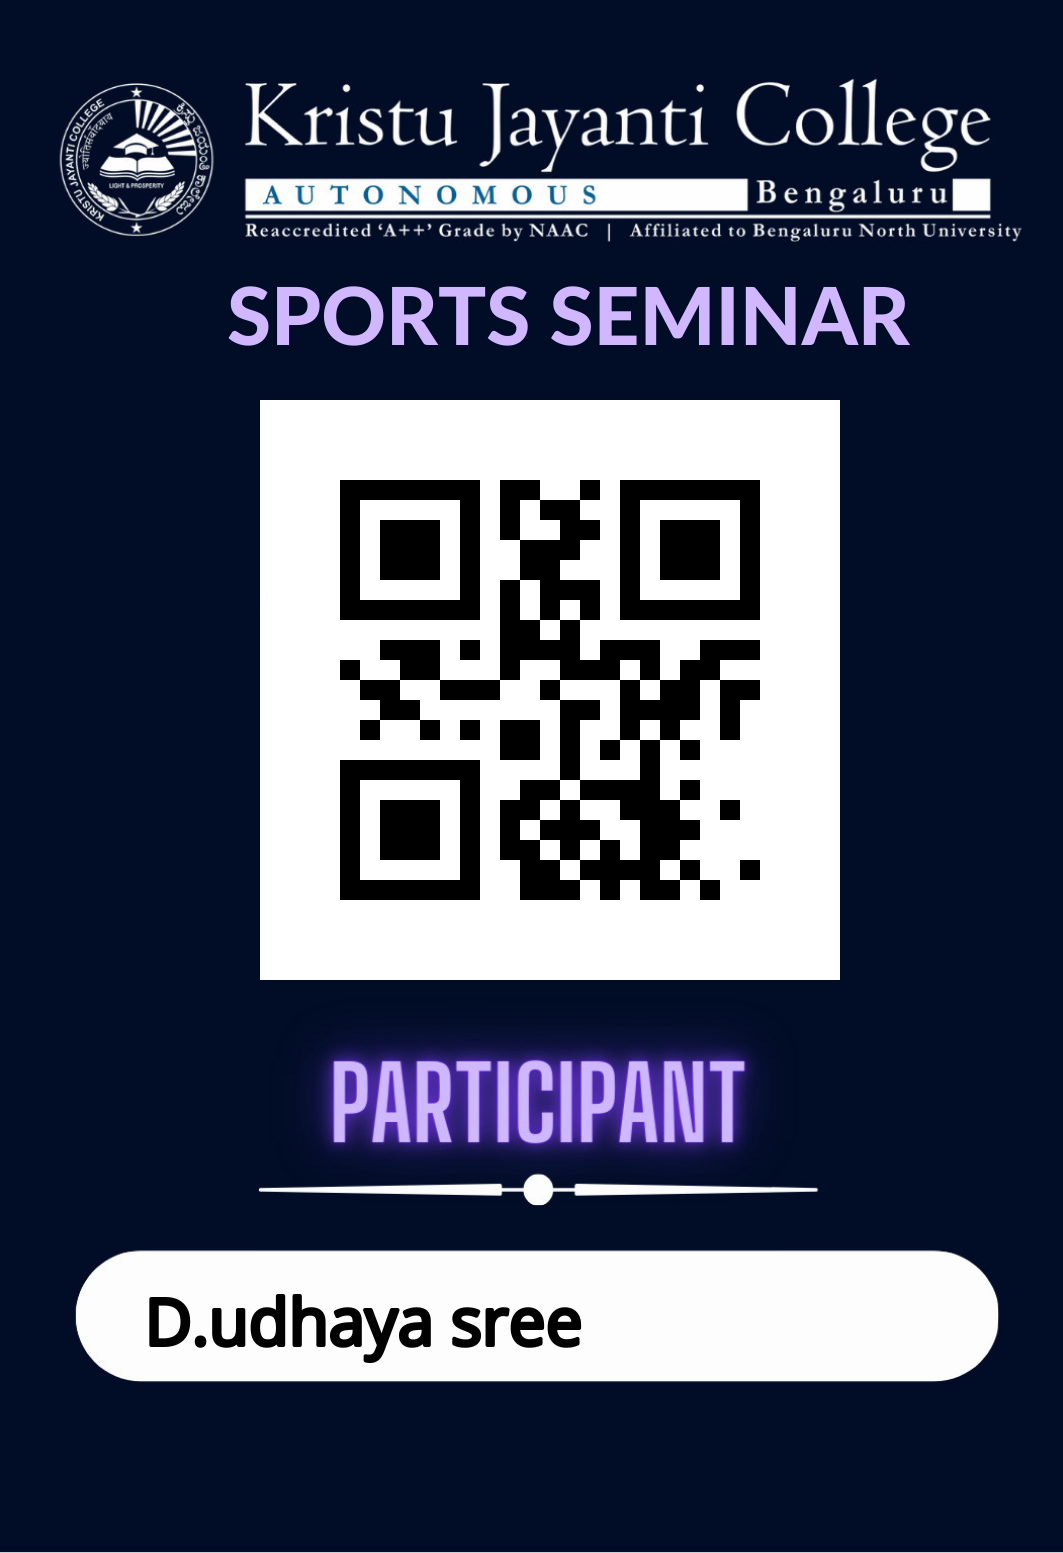 KRISTU JAYANTI COLLEGE
LIGHT & PROSPERITY
Kristu Jayanti College
AUTONOMOUS
Bengaluru
Reaccredited ‘A++’ Grade by NAAC | Affiliated to Bengaluru North University
SPORTS SEMINAR
PARTICIPANT
D.udhaya sree